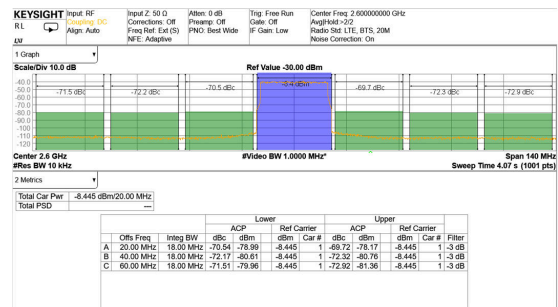 KEYSIGHT Input: RF Input Z: 50 Ω Atten: 0 dB Trig: Free Run Center Freq: 2.600000000 GHz
RL Coupling: DC Corrections: Off Preamp: Off Gate: Off Avg|Hold:>2/2
Align: Auto Freq Ref: Ext (S) PNO: Best Wide IF Gain: Low Radio Std: LTE, BTS, 20M
LXI NFE: Adaptive Noise Correction: On
1 Graph
Scale/Div 10.0 dB Ref Value -30.00 dBm
-40.0
-50.0
-60.0
-70.0
-80.0
-90.0
-100
-110
-120
-71.5 dBc -72.2 dBc -70.5 dBc -8.4 dBm -69.7 dBc -72.3 dBc -72.9 dBc
Center 2.6 GHz #Video BW 1.0000 MHz* Span 140 MHz
#Res BW 10 kHz Sweep Time 4.07 s (1001 pts)
2 Metrics
Total Car Pwr -8.445 dBm/20.00 MHz
Total PSD ---
Lower Upper
ACP Ref Carrier ACP Ref Carrier
Offs Freq Integ BW dBc dBm dBm Car # dBc dBm dBm Car # Filter
A 20.00 MHz 18.00 MHz -70.54 -78.99 -8.445 1 -69.72 -78.17 -8.445 1 -3 dB
B 40.00 MHz 18.00 MHz -72.17 -80.61 -8.445 1 -72.32 -80.76 -8.445 1 -3 dB
C 60.00 MHz 18.00 MHz -71.51 -79.96 -8.445 1 -72.92 -81.36 -8.445 1 -3 dB